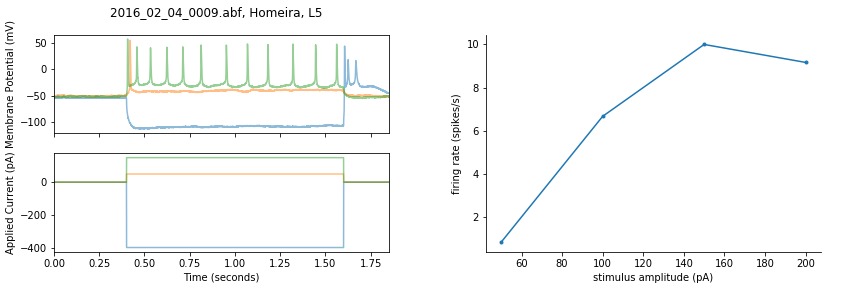 2016_02_04_0009.abf, Homeira, L5
Membrane Potential (mV)
50
0
−50
−100
Applied Current (pA)
0
−200
−400
0.00 0.25 0.50 0.75 1.00 1.25 1.50 1.75
Time (seconds)
firing rate (spikes/s)
10
8
6
4
2
60 80 100 120 140 160 180 200
stimulus amplitude (pA)